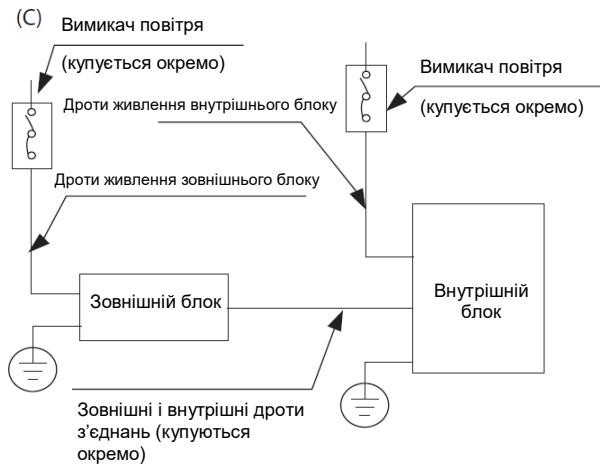 (C)
Вимикач повітря
(купується окремо)
Вимикач повітря
(купується окремо)
Дроти живлення внутрішнього блоку
Дроти живлення зовнішнього блоку
Зовнішній блок
Внутрішній
блок
Зовнішні і внутрішні дроти
з’єднань (купуються
окремо)